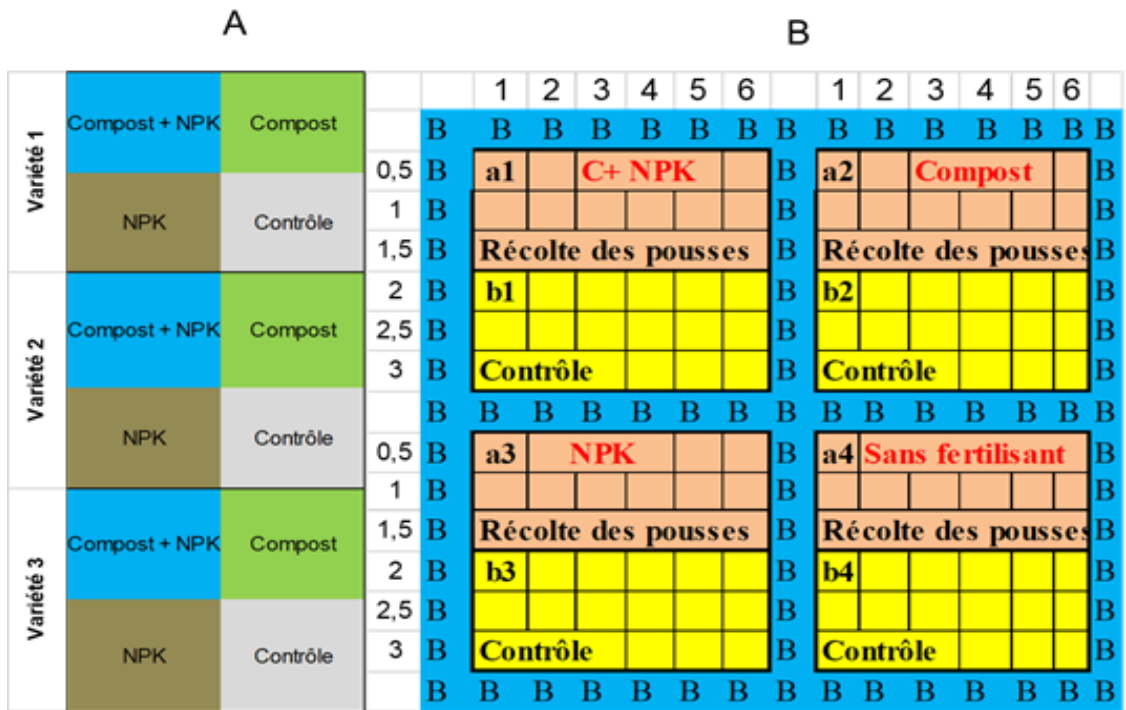 A
Variété 1
Compost + NPK Compost
NPK Contrôle
Variété 2
Compost + NPK Compost
NPK Contrôle
Variété 3
Compost + NPK Compost
NPK Contrôle
B
1 2 3 4 5 6 1 2 3 4 5 6
B B B B B B B B B B B B B B B
0,5 B a1 C+ NPK B a2 Compost B
1 B B B
1,5 B Récolte des pousses B Récolte des pousses B
2 B b1 B b2 B
2,5 B B B
3 B Contrôle B Contrôle B
B B B B B B B B B B B B B B B
0,5 B a3 NPK B a4 Sans fertilisant B
1 B B B
1,5 B Récolte des pousses B Récolte des pousses B
2 B b3 B b4 B
2,5 B B B
3 B Contrôle B Contrôle B
B B B B B B B B B B B B B B B